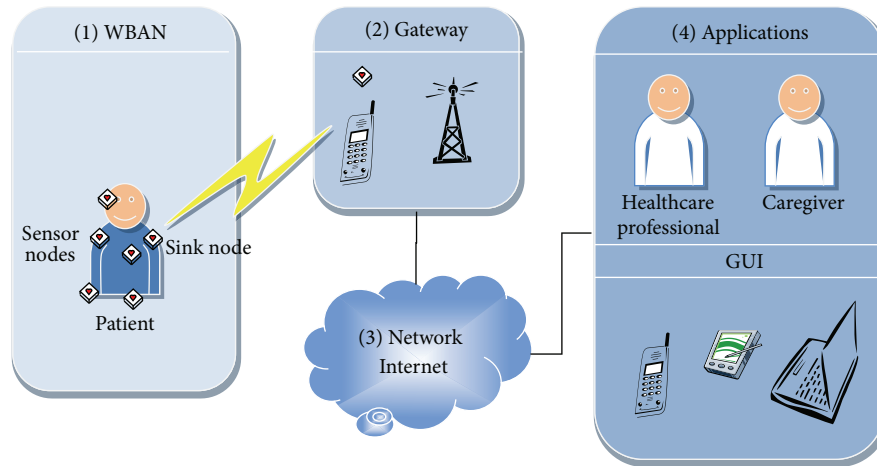 (1) WBAN
Sensor
nodes
Sink node
Patient
(2) Gateway
(3) Network
Internet
(4) Applications
Healthcare
professional
Caregiver
GUI